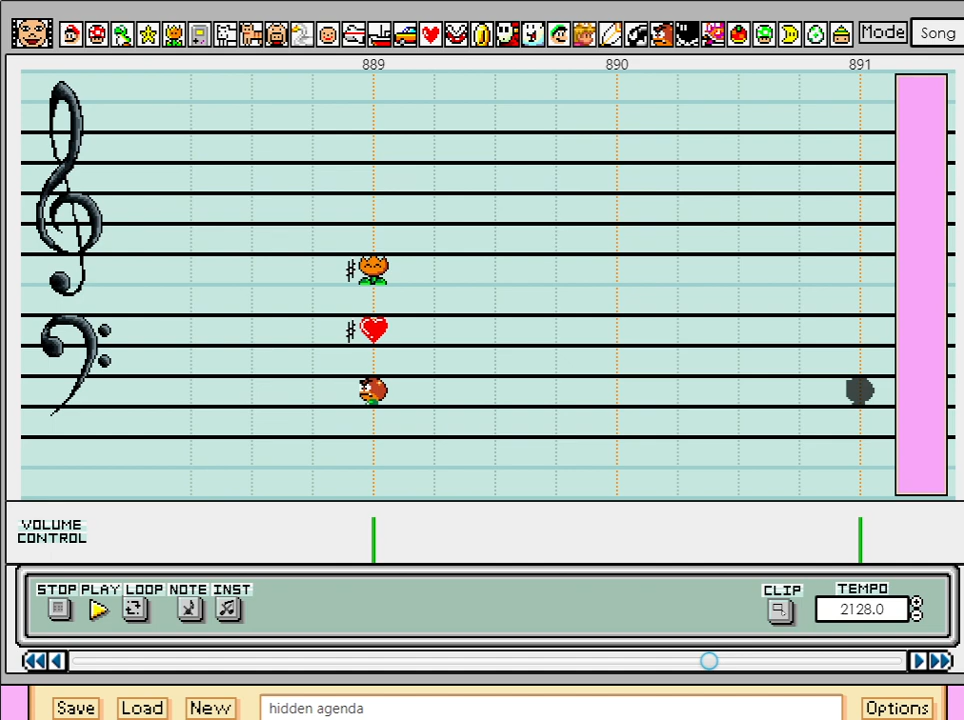 Mode Song
889 890 891
VOLUME
CONTROL
STOP PLAY LOOP NOTE INST CLIP TEMPO
2128.0
Save Load New hidden agenda Options